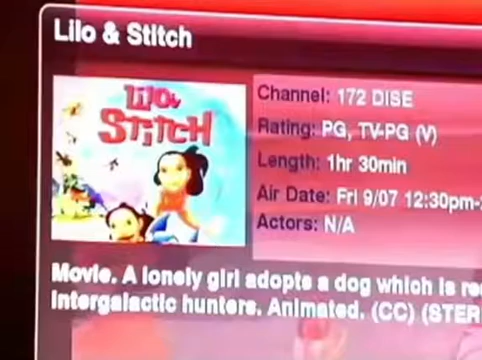 Lilo & Stitch
Lilo &
Stitch
Channel: 172 DISE
Rating: PG, TV-PG (V)
Length: 1hr 30min
Air Date: Fri 9/07 12:30pm-
Actors: N/A
Movie. A lonely girl adopts a dog which is
Intergalactic hunters. Animated. (CC) (STER